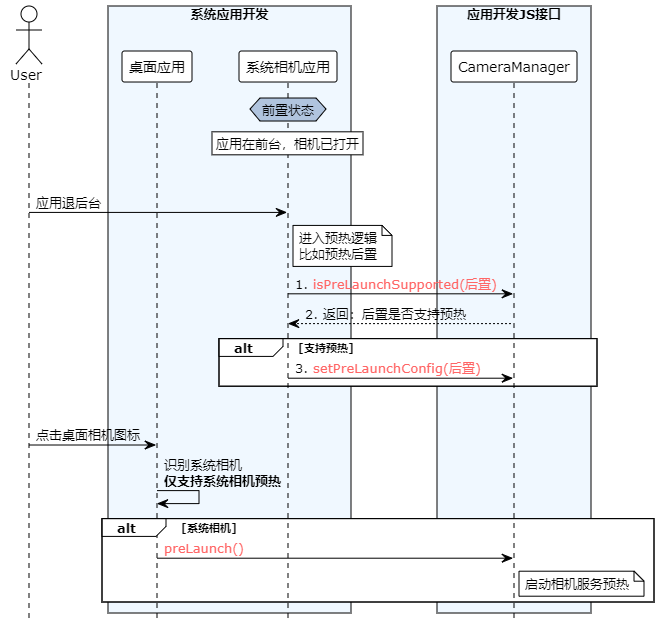 系统应用开发
应用开发JS接口
User
桌面应用
系统相机应用
CameraManager
前置状态
应用在前台，相机已打开
应用退后台
进入预热逻辑
比如预热后置
1. isPreLaunchSupported(后置)
2. 返回：后置是否支持预热
alt [支持预热]
3. setPreLaunchConfig(后置)
点击桌面相机图标
识别系统相机
仅支持系统相机预热
alt [系统相机]
preLaunch()
启动相机服务预热